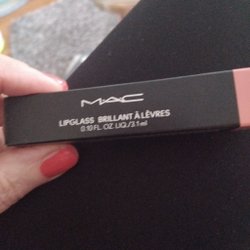 MAC
LIPGLASS BRILLANT À LÈVRES
0.10 FL. OZ LIQ./3.1 ml